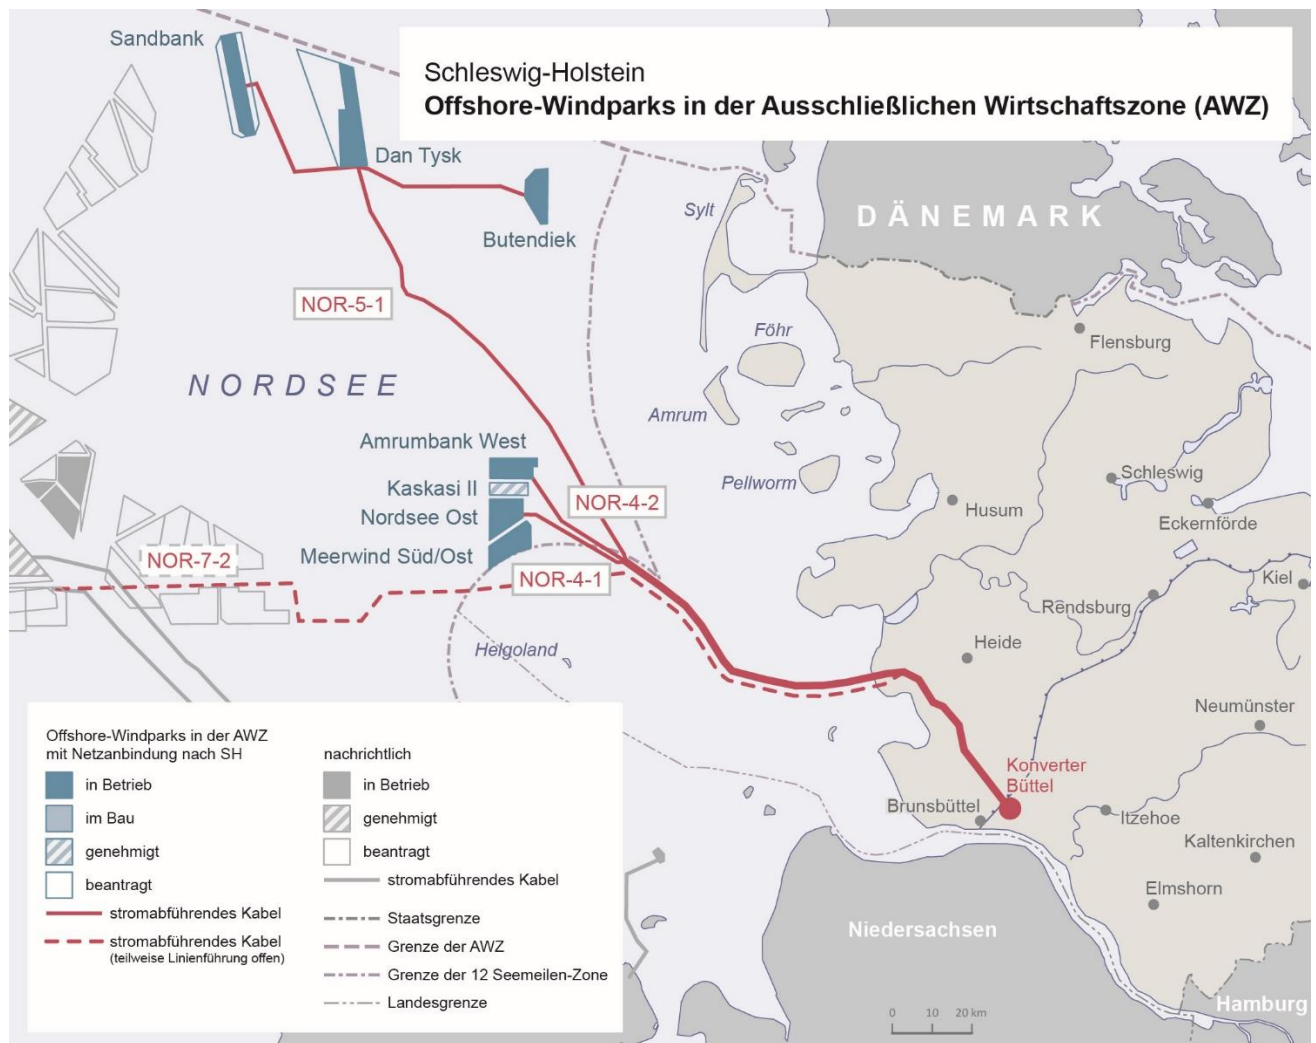 Schleswig-Holstein
Offshore-Windparks in der Ausschließlichen Wirtschaftszone (AWZ)
Sandbank
Dan Tysk
Butendiek
Sylt
DÄNEMARK
NOR-5-1
Föhr
Flensburg
NORDSEE
Amrum
Amrumbank West
Kaskasi II
Nordsee Ost
Meerwind Süd/Ost
NOR-4-2
NOR-4-1
NOR-7-2
Pellworm
Husum
Schleswig
Eckernförde
Kiel
Rendsburg
Helgoland
Heide
Neumünster
Konverter
Büttel
Brunsbüttel
Itzehoe
Kaltenkirchen
Elmshorn
Niedersachsen
Hamburg
0 10 20 km
Offshore-Windparks in der AWZ
mit Netzanbindung nach SH
in Betrieb
im Bau
genehmigt
beantragt
stromabführendes Kabel
stromabführendes Kabel
(teilweise Linienführung offen)
nachrichtlich
in Betrieb
genehmigt
beantragt
stromabführendes Kabel
Staatsgrenze
Grenze der AWZ
Grenze der 12 Seemeilen-Zone
Landesgrenze